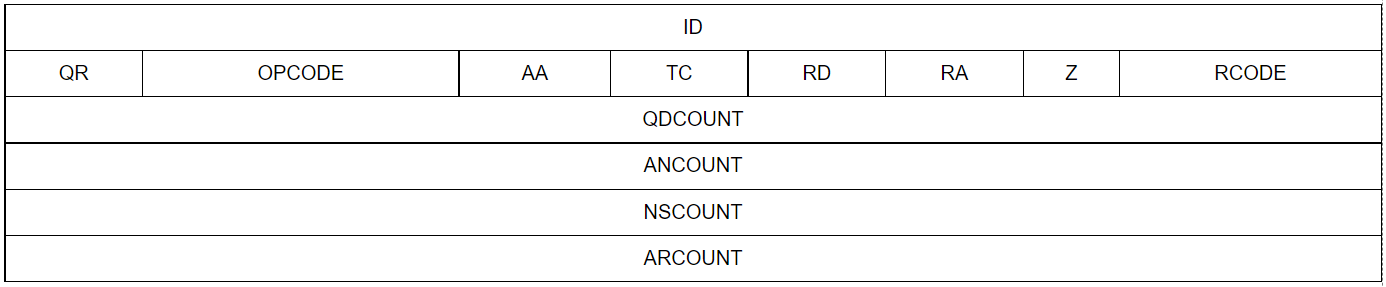 ID
QR OPCODE AA TC RD RA Z RCODE
QDCOUNT
ANCOUNT
NSCOUNT
ARCOUNT